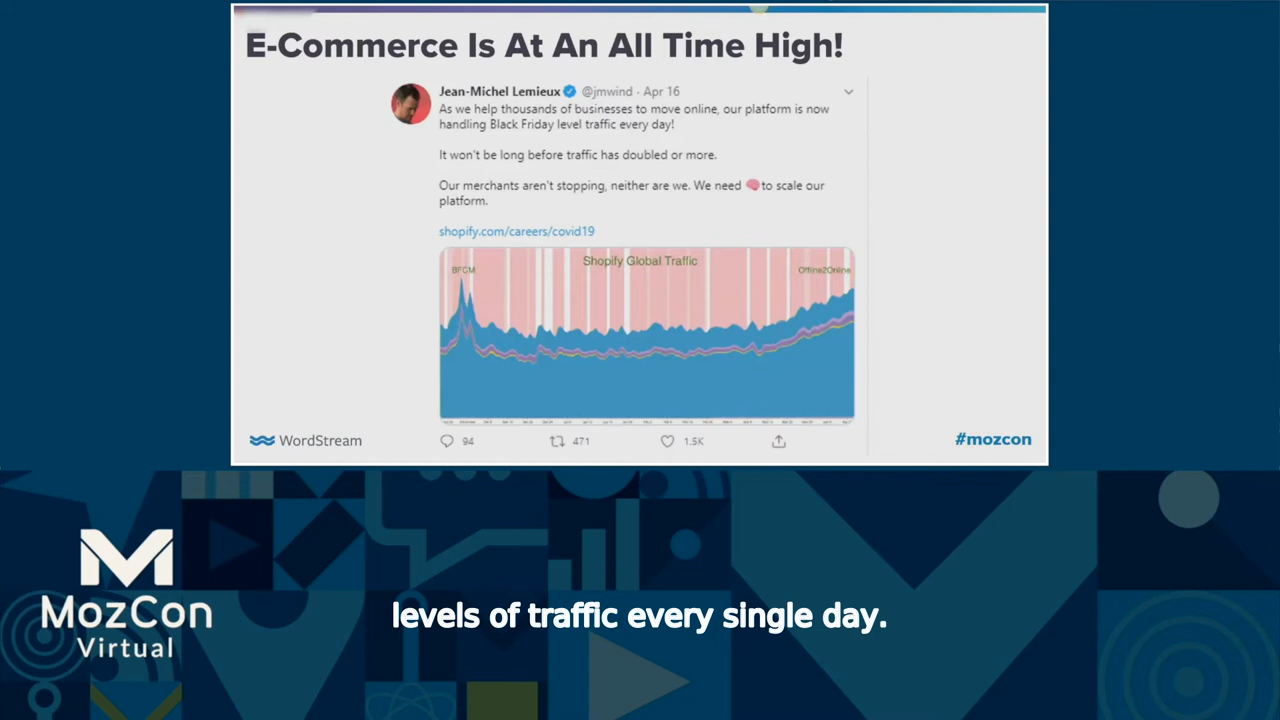 E-Commerce Is At An All Time High!
Jean-Michel Lemieux @jmwind · Apr 16
As we help thousands of businesses to move online, our platform is now
handling Black Friday level traffic every day!
It won't be long before traffic has doubled or more.
Our merchants aren't stopping, neither are we. We need 🧠 to scale our
platform.
shopify.com/careers/covid19
Shopify Global Traffic
BFCM
Offline2Online
94
471
1.5K
WordStream
#mozcon
MozCon
Virtual
levels of traffic every single day.